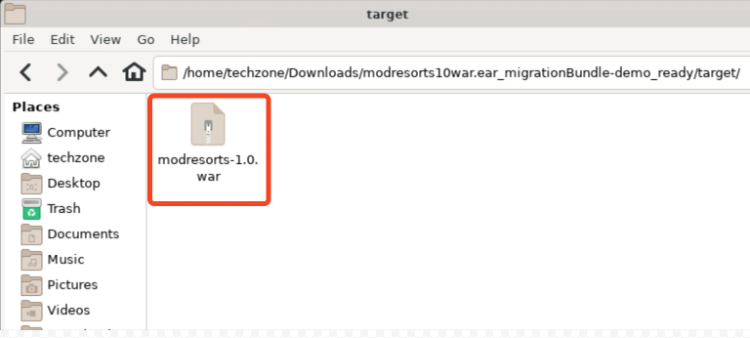 target
File Edit View Go Help
/home/techzone/Downloads/modresorts10war.ear_migrationBundle-demo_ready/target/
Places
Computer
techzone
Desktop
Trash
Documents
Music
Pictures
Videos
modresorts-1.0.
war